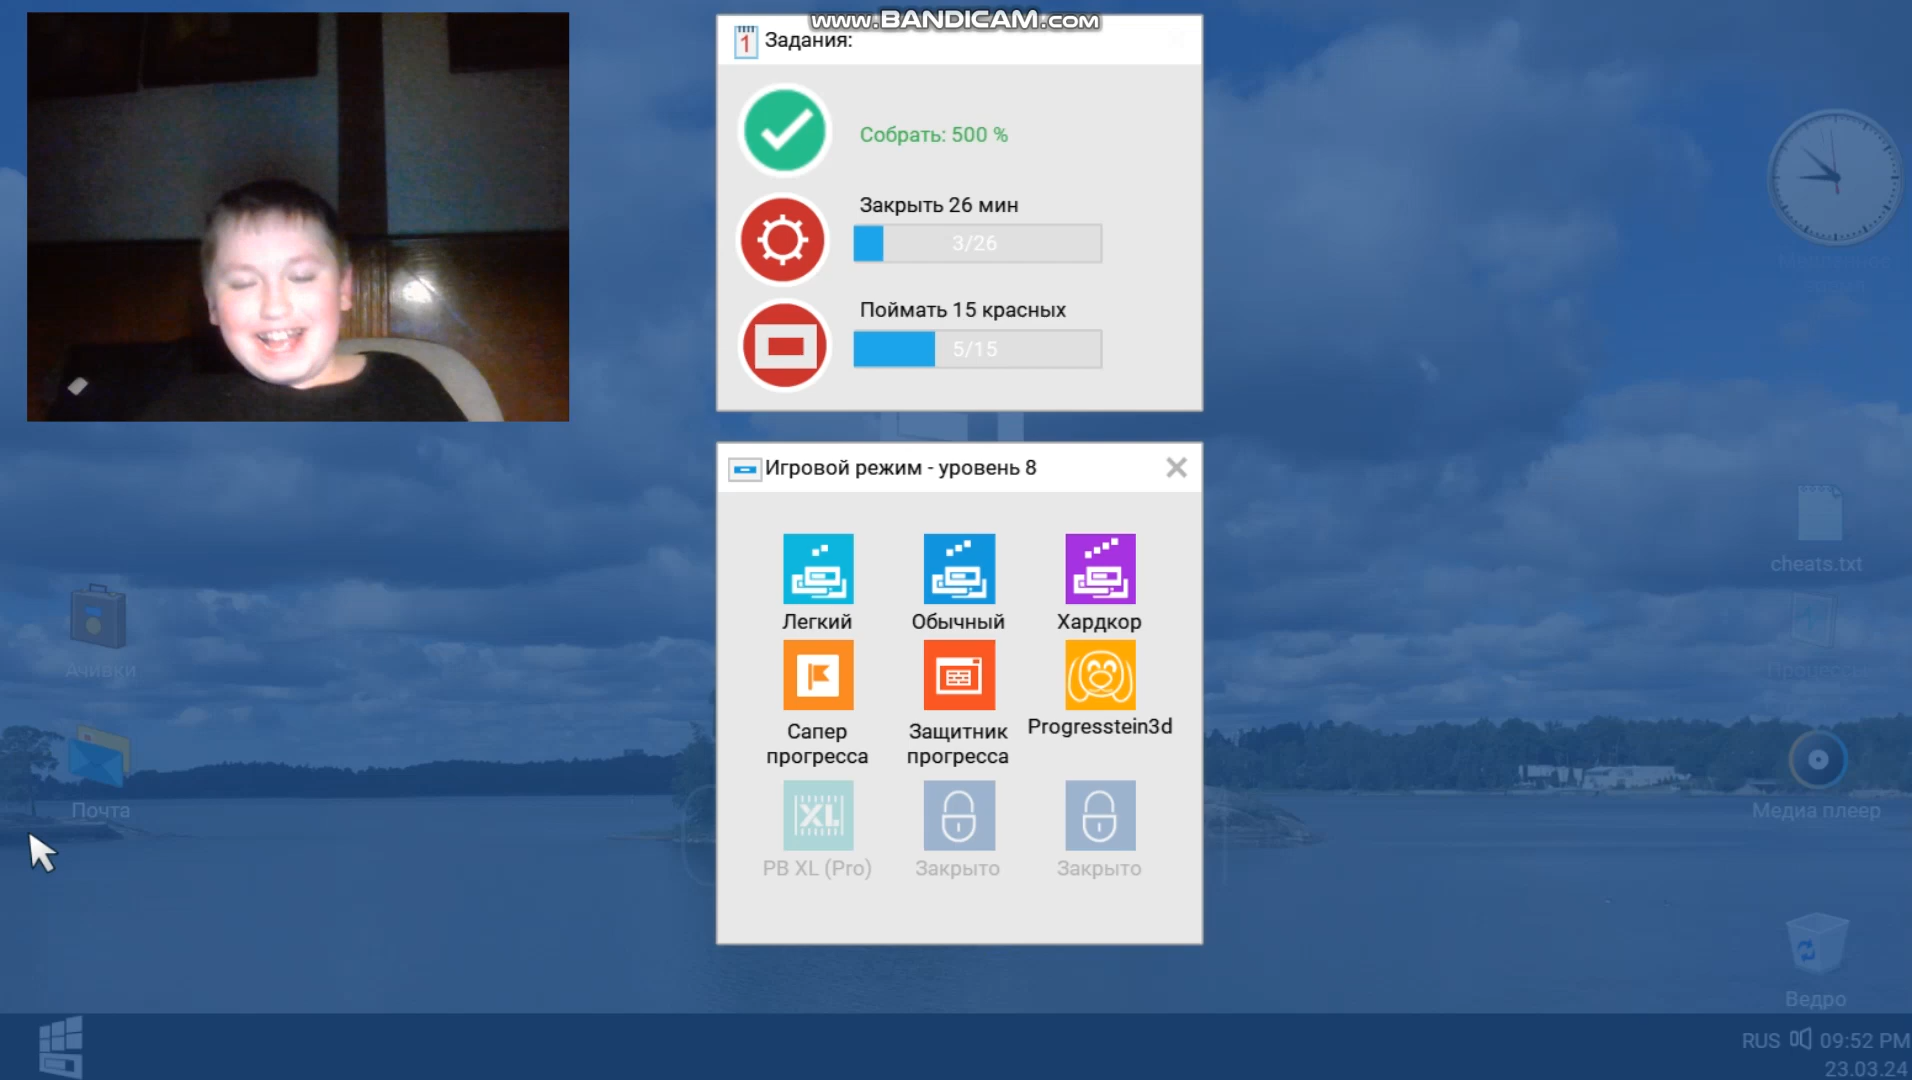 www.BANDICAM.com
1
Задания:
Собрать: 500 %
Закрыть 26 мин
3/26
Поймать 15 красных
5/15
Игровой режим - уровень 8
Легкий
Обычный
Хардкор
Сапер
прогресса
Защитник
прогресса
Progresstein3d
XL
PB XL (Pro)
Закрыто
Закрыто
Ачивки
Почта
cheats.txt
Медиа плеер
Ведро
RUS
09:52 PM
23.03.24